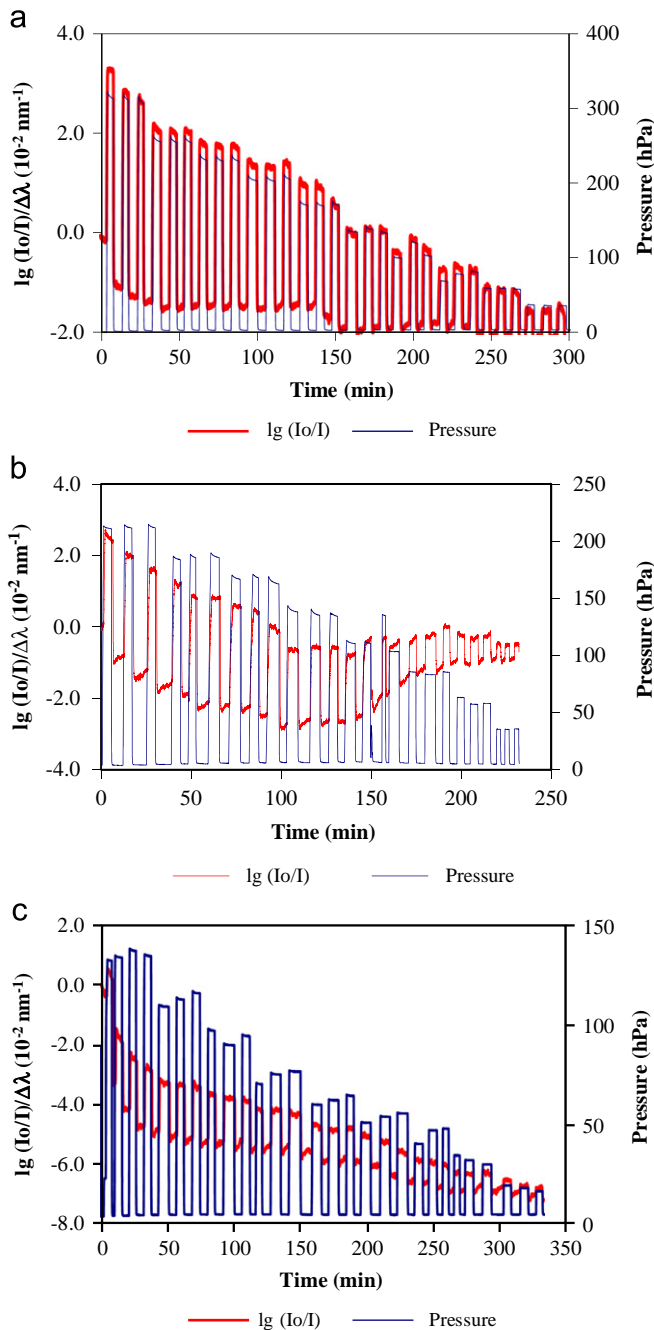 a
4.0
2.0
0.0
-2.0
400
300
200
100
0
0 50 100 150 200 250 300
lg (Io/I)/Δλ (10⁻² nm⁻¹)
Pressure (hPa)
Time (min)
lg (Io/I) Pressure
b
4.0
2.0
0.0
-2.0
-4.0
250
200
150
100
50
0
0 50 100 150 200 250
lg (Io/I)/Δλ (10⁻² nm⁻¹)
Pressure (hPa)
Time (min)
lg (Io/I) Pressure
c
2.0
0.0
-2.0
-4.0
-6.0
-8.0
150
100
50
0
0 50 100 150 200 250 300 350
lg (Io/I)/Δλ (10⁻² nm⁻¹)
Pressure (hPa)
Time (min)
lg (Io/I) Pressure